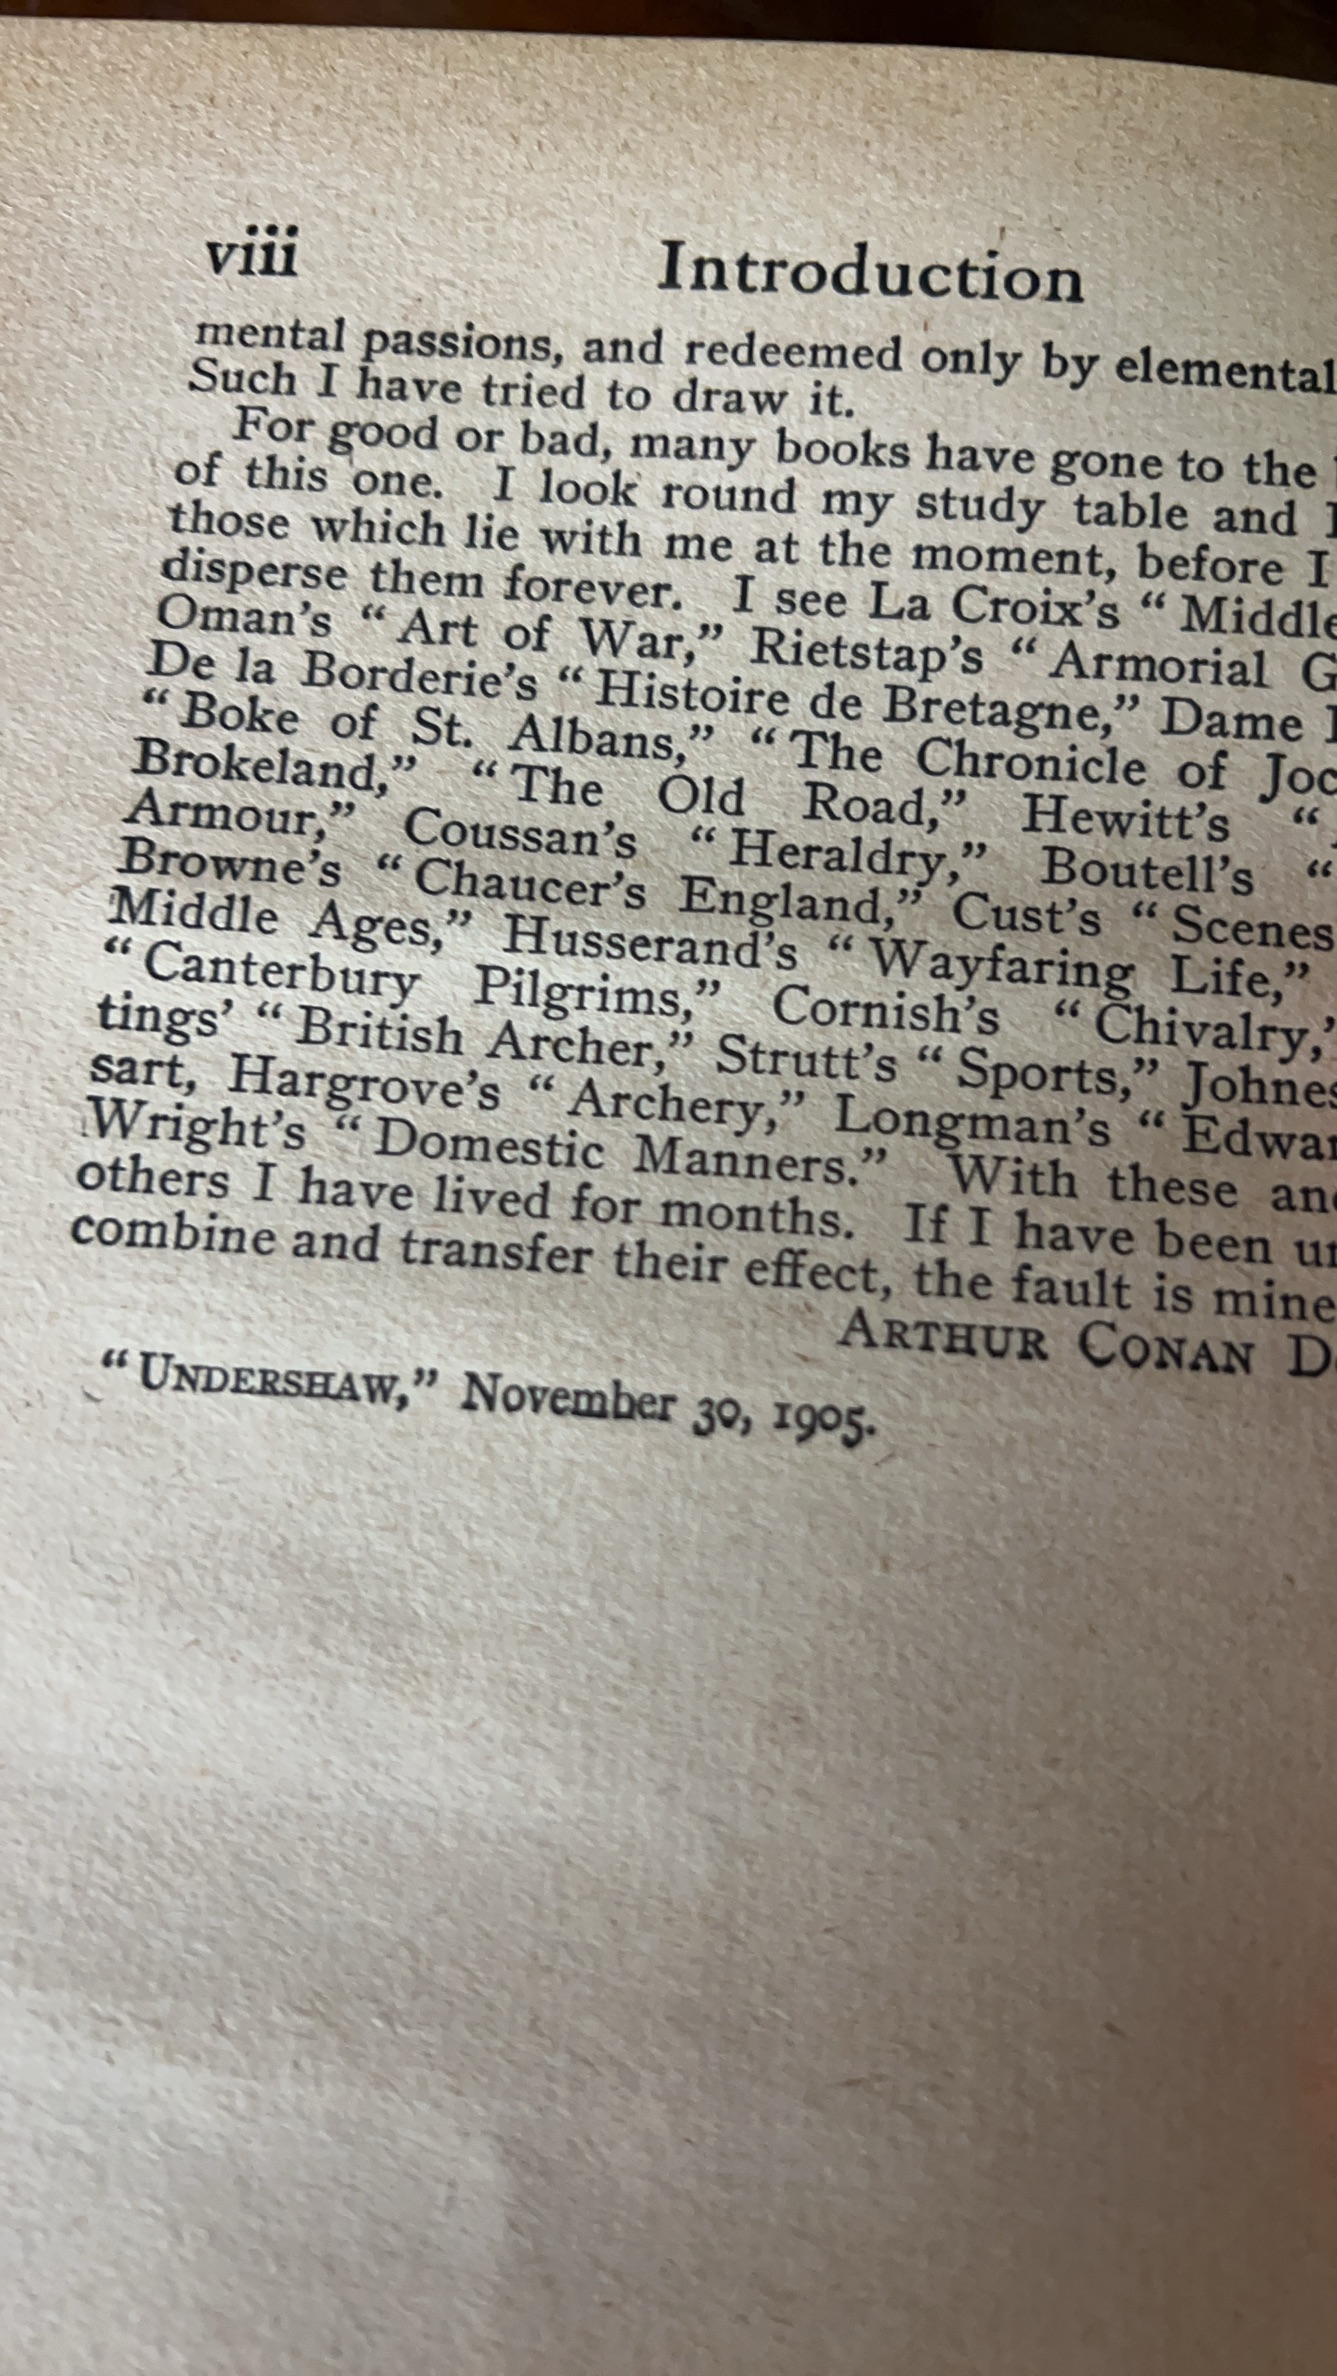 viii Introduction
mental passions, and redeemed only by elemental
Such I have tried to draw it.
For good or bad, many books have gone to the
of this one. I look round my study table and I
those which lie with me at the moment, before I
disperse them forever. I see La Croix's “Middle
Oman's “Art of War,” Rietstap's “Armorial G
De la Borderie's “Histoire de Bretagne,” Dame
“Boke of St. Albans,” “The Chronicle of Joc
Brokeland,” “The Old Road,” Hewitt's “
Armour,” Coussan's “Heraldry,” Boutell's “
Browne's “Chaucer's England,” Cust's “Scenes
Middle Ages,” Husserand's “Wayfaring Life,”
“Canterbury Pilgrims,” Cornish's “Chivalry,”
tings' “British Archer,” Strutt's “Sports,” Johnes
sart, Hargrove's “Archery,” Longman's “Edwar
Wright's “Domestic Manners.” With these and
others I have lived for months. If I have been un
combine and transfer their effect, the fault is mine
ARTHUR CONAN D
“UNDERSHAW,” November 30, 1905.